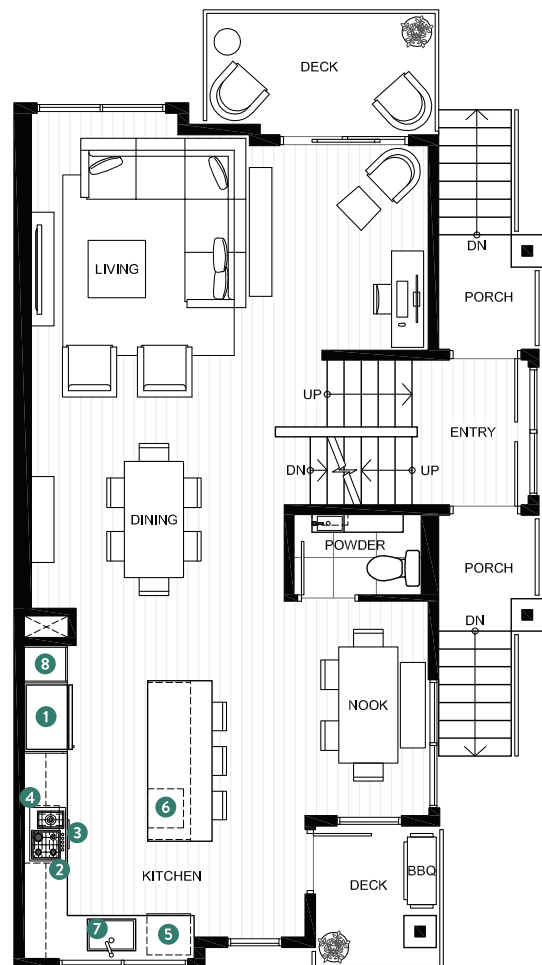 DECK
DN
LIVING
PORCH
UP
ENTRY
DN
UP
DINING
POWDER
PORCH
DN
8
1
NOOK
4
6
3
2
KITCHEN
BBQ
DECK
7
5